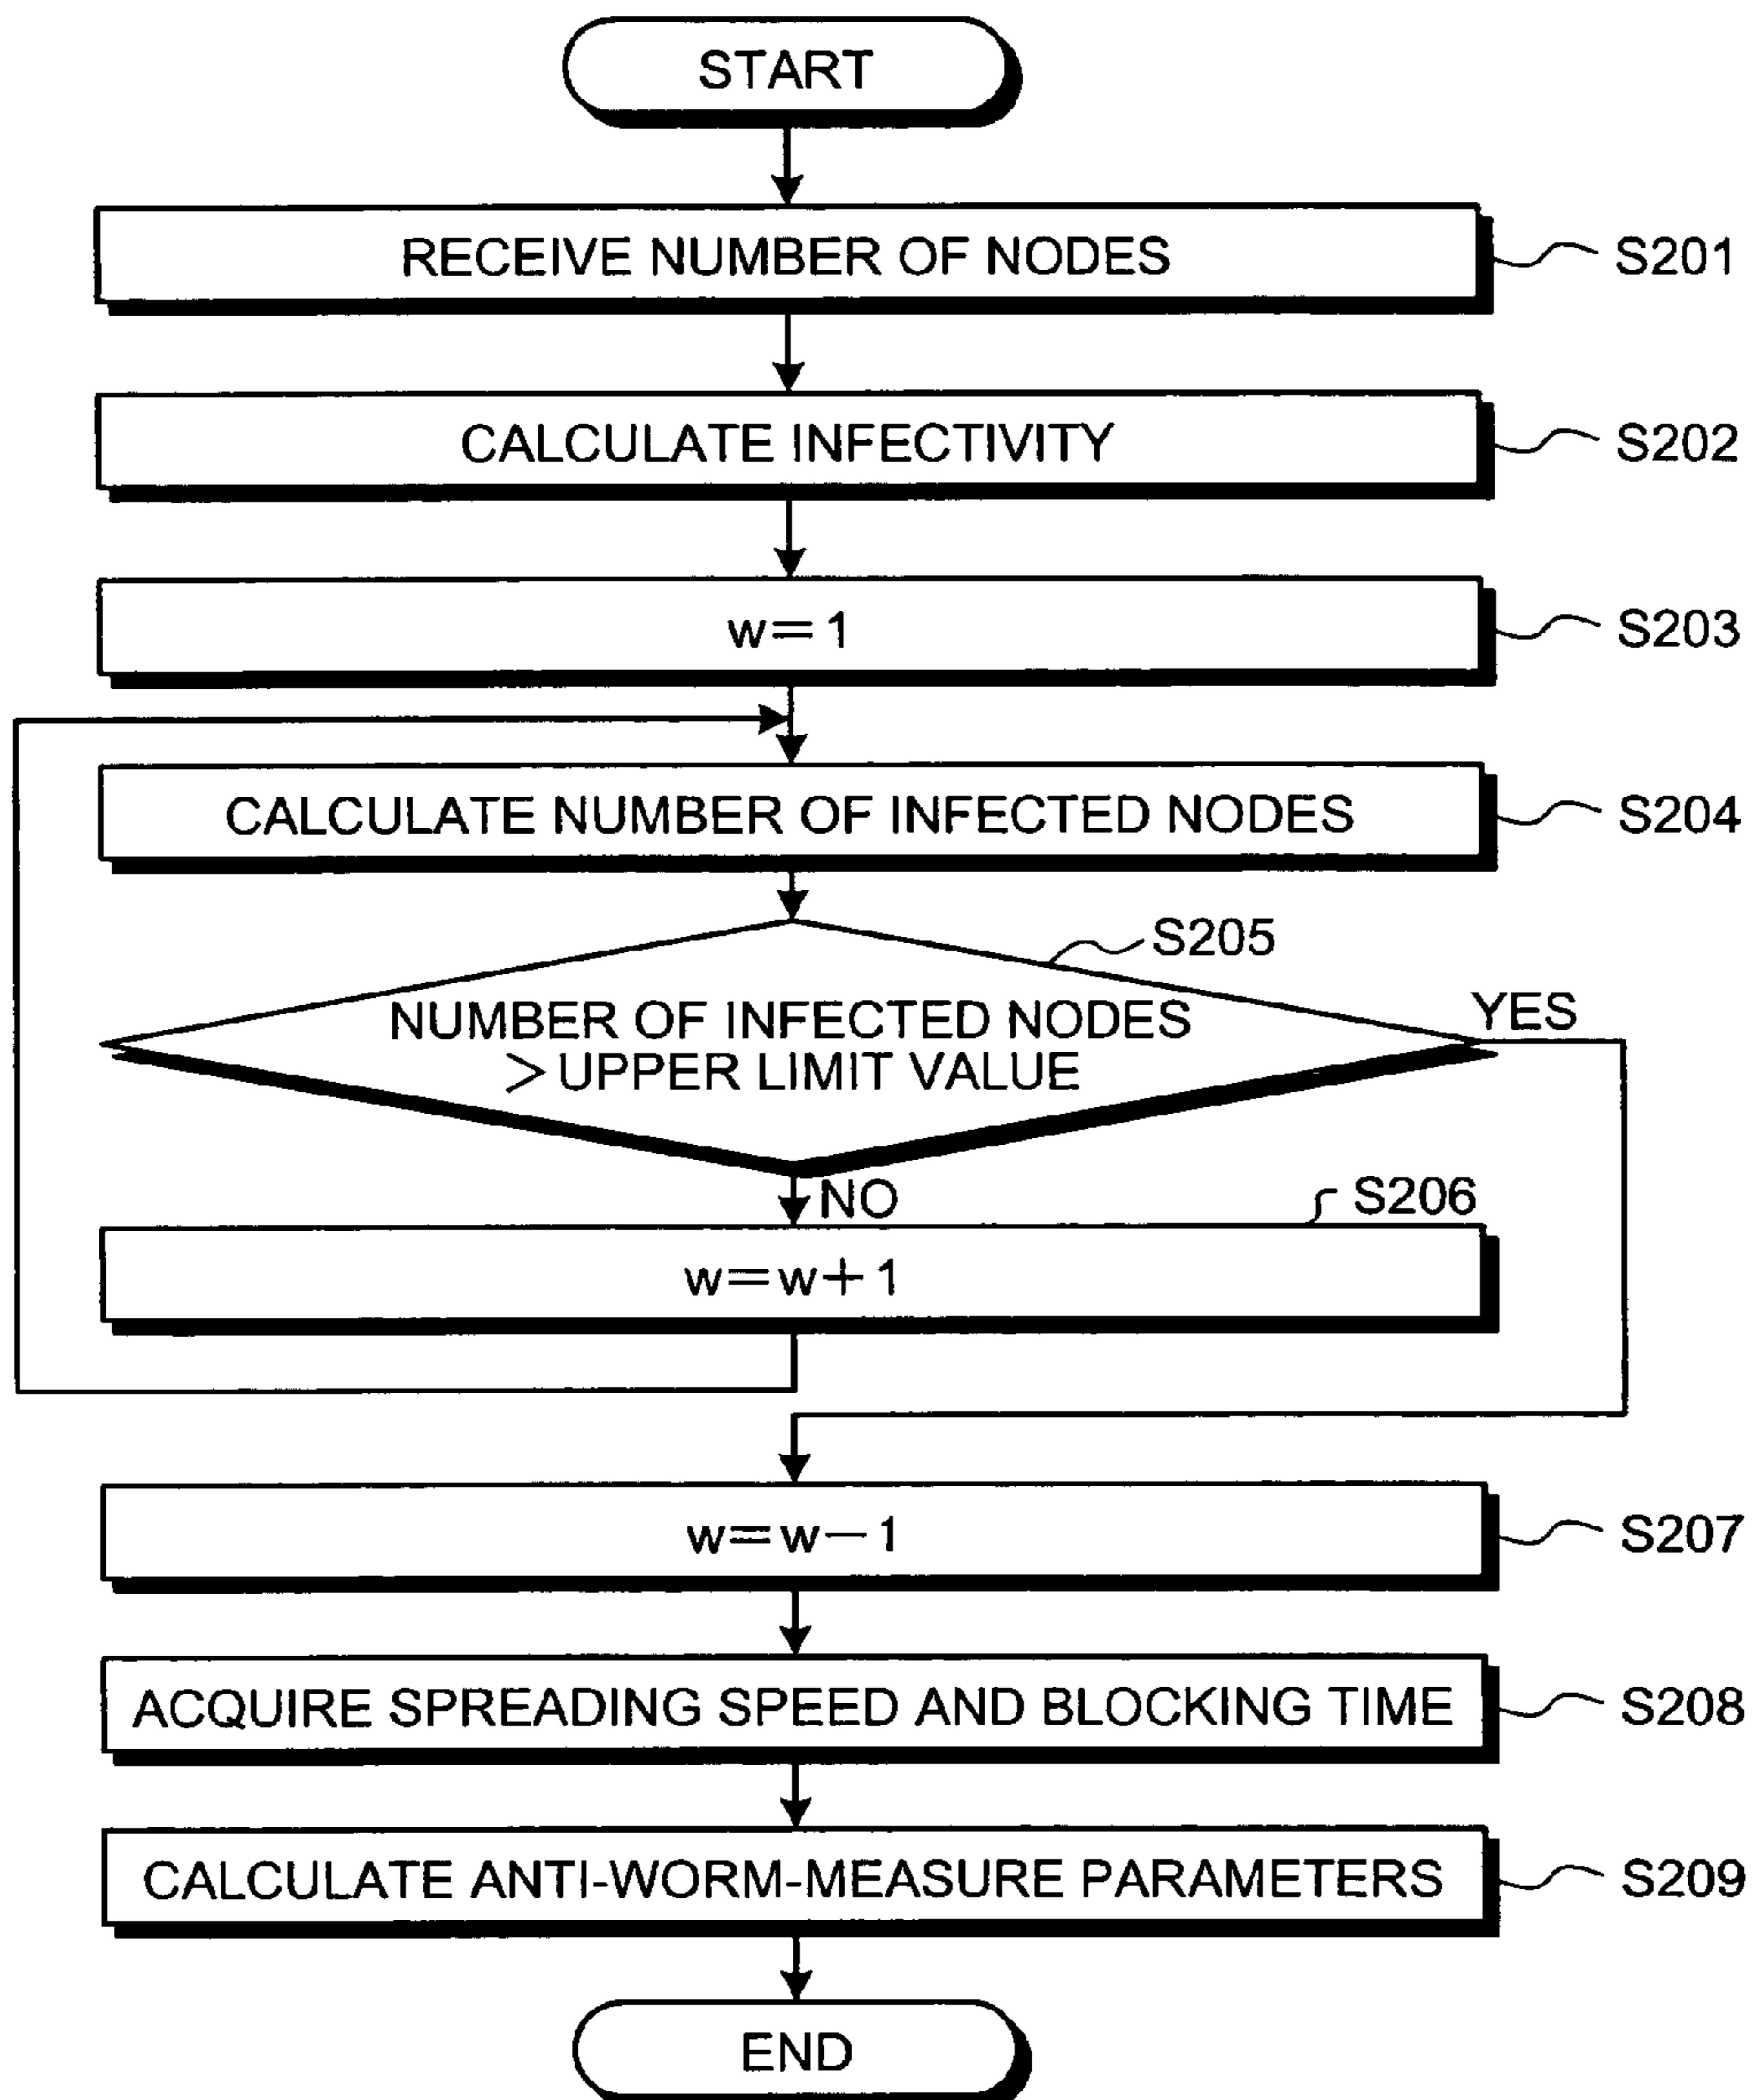 START
RECEIVE NUMBER OF NODES
S201
CALCULATE INFECTIVITY
S202
w=1
S203
CALCULATE NUMBER OF INFECTED NODES
S204
S205
NUMBER OF INFECTED NODES
>UPPER LIMIT VALUE
YES
NO
S206
w=w+1
w=w−1
S207
ACQUIRE SPREADING SPEED AND BLOCKING TIME
S208
CALCULATE ANTI-WORM-MEASURE PARAMETERS
S209
END